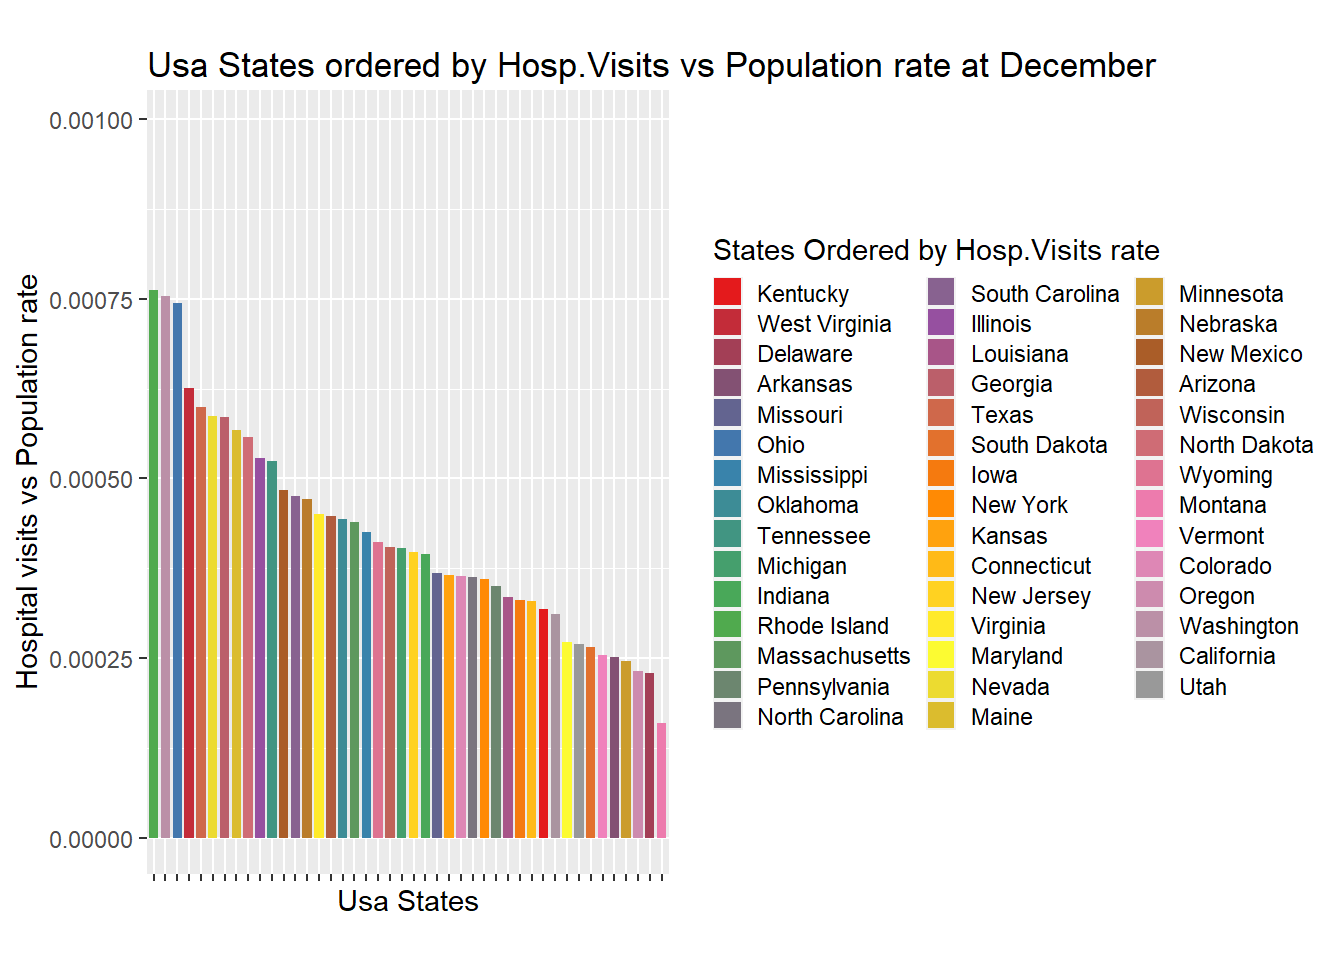 Usa States ordered by Hosp.Visits vs Population rate at December
Hospital visits vs Population rate
0.00100
0.00075
0.00050
0.00025
0.00000
Usa States
States Ordered by Hosp.Visits rate
Kentucky
West Virginia
Delaware
Arkansas
Missouri
Ohio
Mississippi
Oklahoma
Tennessee
Michigan
Indiana
Rhode Island
Massachusetts
Pennsylvania
North Carolina
South Carolina
Illinois
Louisiana
Georgia
Texas
South Dakota
Iowa
New York
Kansas
Connecticut
New Jersey
Virginia
Maryland
Nevada
Maine
Minnesota
Nebraska
New Mexico
Arizona
Wisconsin
North Dakota
Wyoming
Montana
Vermont
Colorado
Oregon
Washington
California
Utah